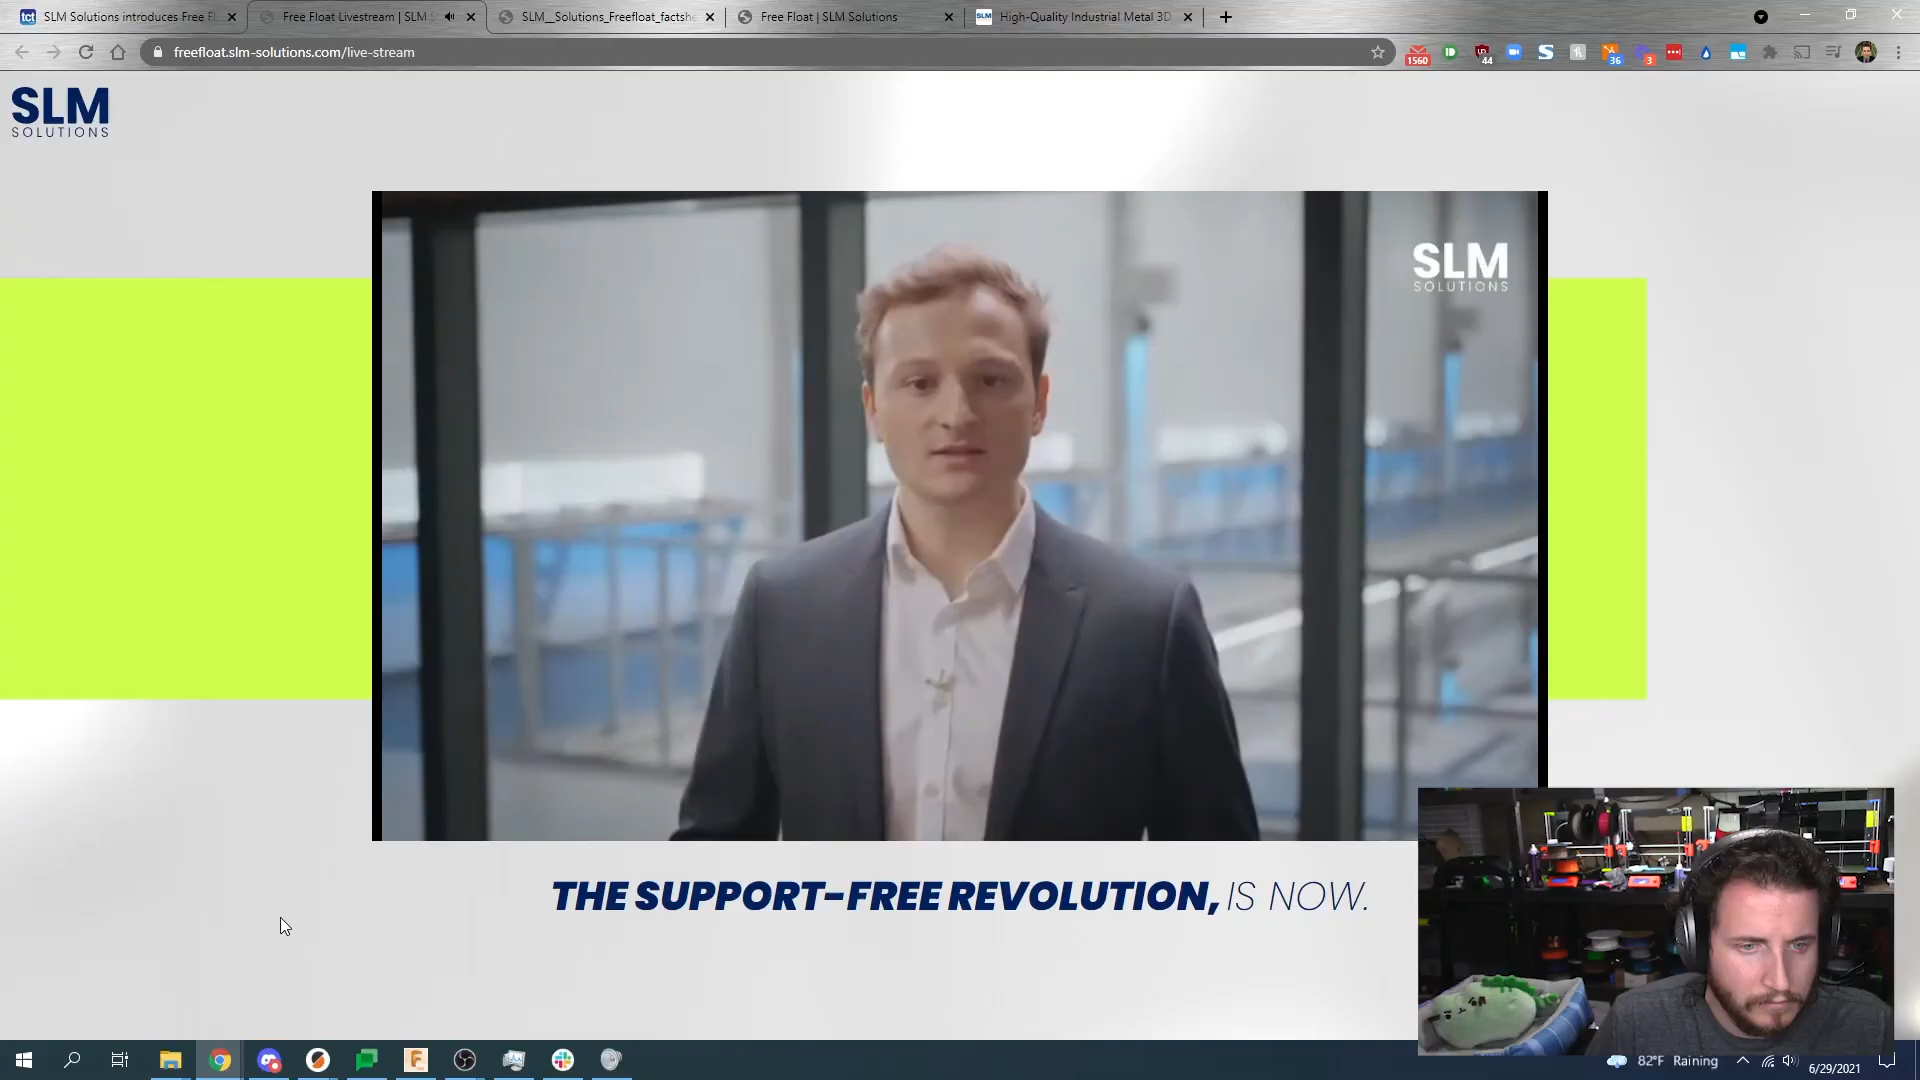 SLM Solutions introduces Free Fl
Free Float Livestream | SLM S
SLM__Solutions_Freefloat_factshe
Free Float | SLM Solutions
High-Quality Industrial Metal 3D
freefloat.slm-solutions.com/live-stream
1560
44
36
3
SLM
SOLUTIONS
SLM
SOLUTIONS
THE SUPPORT-FREE REVOLUTION, IS NOW.
82°F Raining
6/29/2021